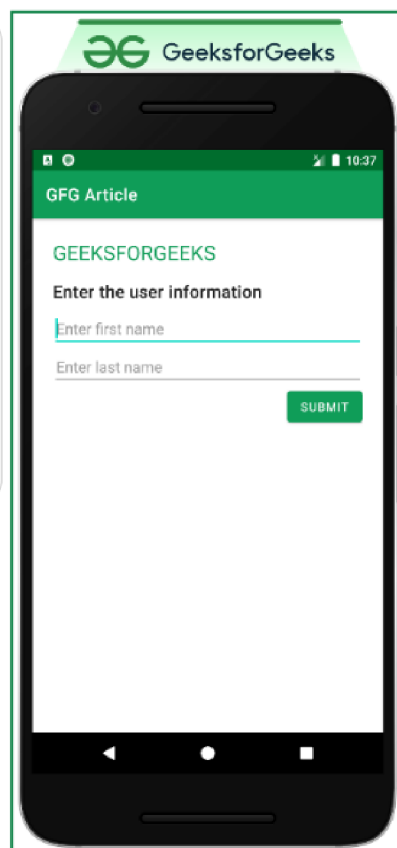 GeeksforGeeks
10:37
GFG Article
GEEKSFORGEEKS
Enter the user information
Enter first name
Enter last name
SUBMIT